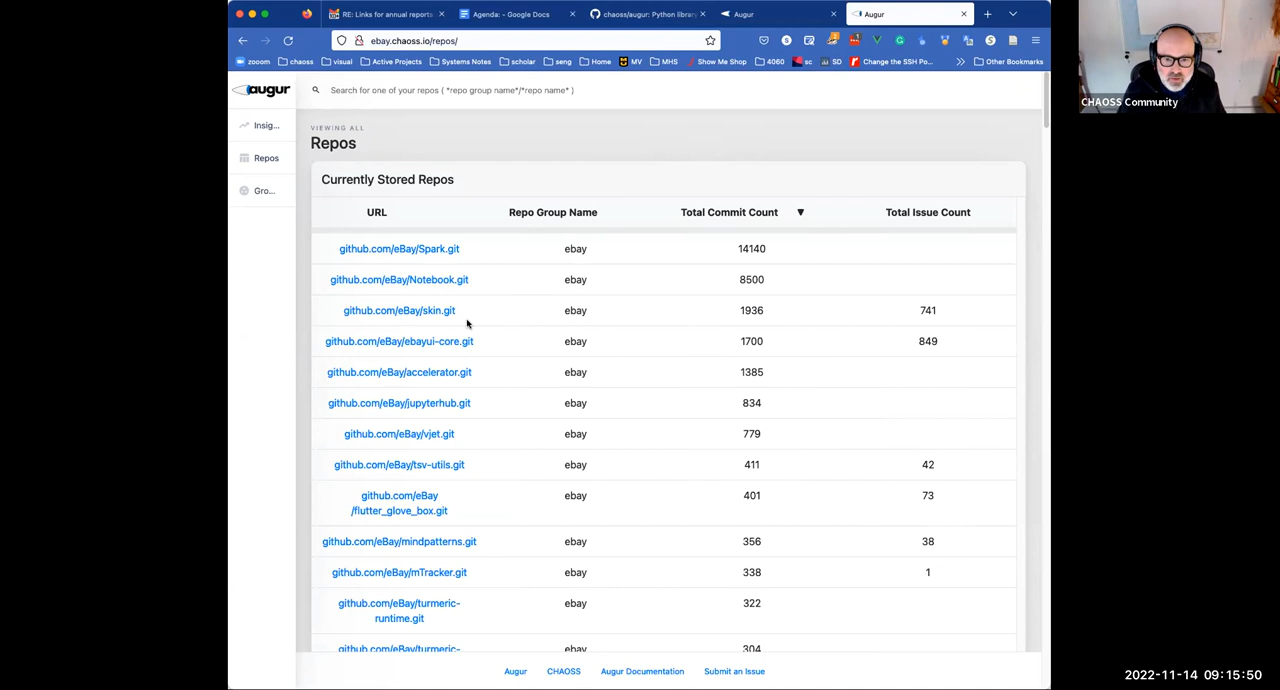 RE: Links for annual reports
Agenda: - Google Docs
chaoss/augur: Python library
Augur
Augur
ebay.chaoss.io/repos/
zooom
chaoss
visual
Active Projects
Systems Notes
scholar
seng
Home
MV
MHS
Show Me Shop
4060
sc
SD
Change the SSH Po...
Other Bookmarks
CHAOSS Community
augur
Search for one of your repos ( *repo group name*/*repo name* )
Insig...
Repos
Gro...
VIEWING ALL
Repos
Currently Stored Repos
URL Repo Group Name Total Commit Count ▼ Total Issue Count
github.com/eBay/Spark.git ebay 14140
github.com/eBay/Notebook.git ebay 8500
github.com/eBay/skin.git ebay 1936 741
github.com/eBay/ebayui-core.git ebay 1700 849
github.com/eBay/accelerator.git ebay 1385
github.com/eBay/jupyterhub.git ebay 834
github.com/eBay/vjet.git ebay 779
github.com/eBay/tsv-utils.git ebay 411 42
github.com/eBay ebay 401 73
/flutter_glove_box.git
github.com/eBay/mindpatterns.git ebay 356 38
github.com/eBay/mTracker.git ebay 338 1
github.com/eBay/turmeric- ebay 322
runtime.git
github.com/eBay/turmeric- ebay 304
Augur CHAOSS Augur Documentation Submit an Issue
2022-11-14 09:15:50